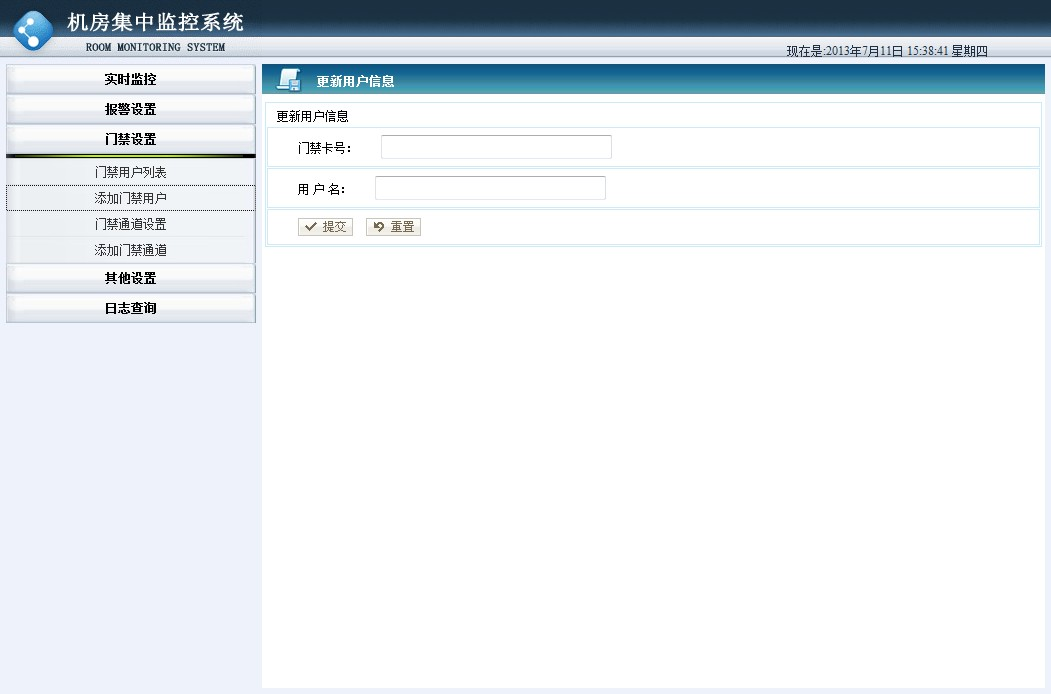 机房集中监控系统
ROOM MONITORING SYSTEM
现在是:2013年7月11日 15:38:41 星期四
实时监控
报警设置
门禁设置
门禁用户列表
添加门禁用户
门禁通道设置
添加门禁通道
其他设置
日志查询
更新用户信息
更新用户信息
门禁卡号：
用 户 名：
提交 重置